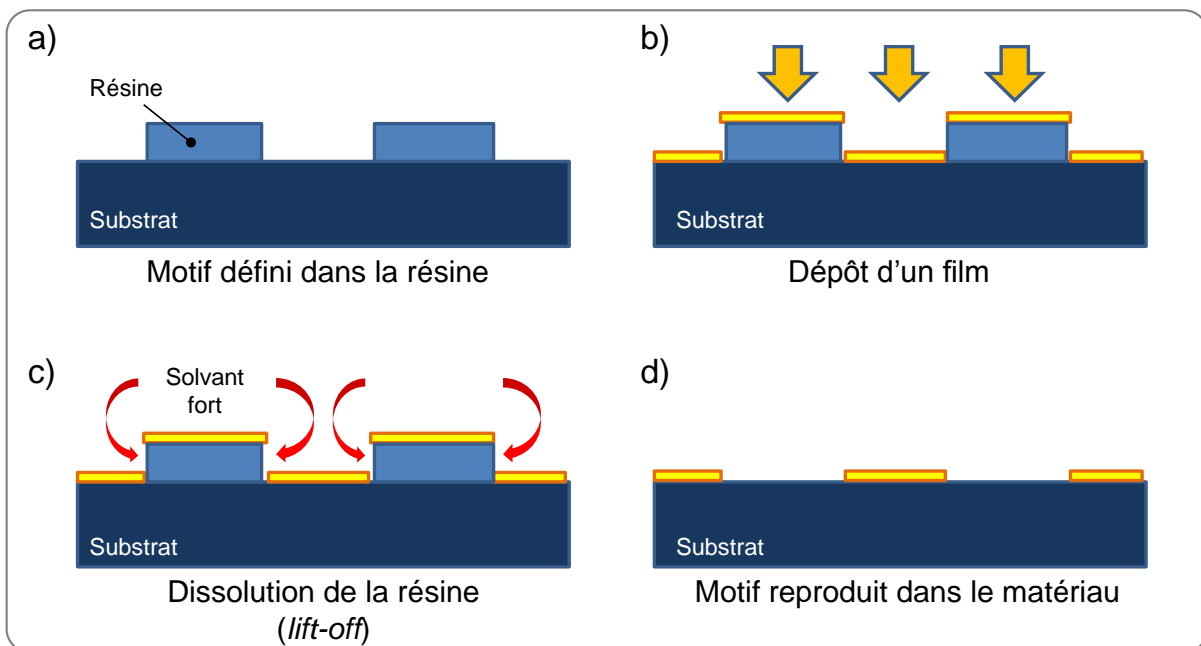 a)
Résine
Substrat
Motif défini dans la résine
b)
Substrat
Dépôt d’un film
c)
Solvant
fort
Substrat
Dissolution de la résine
(lift-off)
d)
Substrat
Motif reproduit dans le matériau